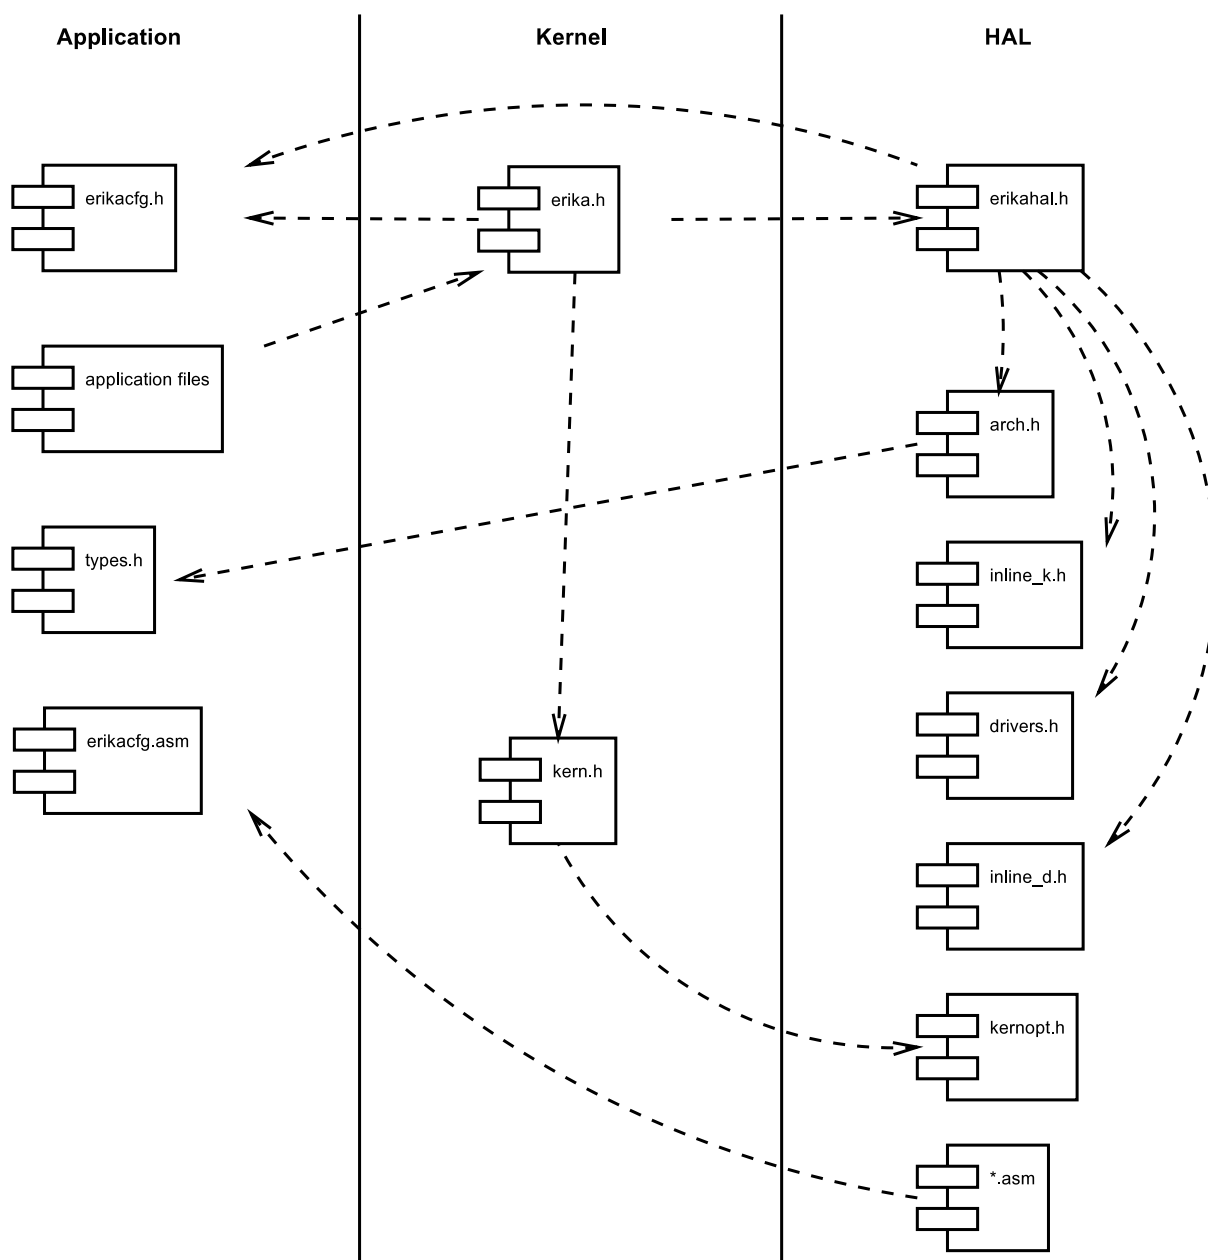 Application
Kernel
HAL
erikacfg.h
erika.h
erikahal.h
application files
arch.h
types.h
inline_k.h
erikacfg.asm
kern.h
drivers.h
inline_d.h
kernopt.h
*.asm